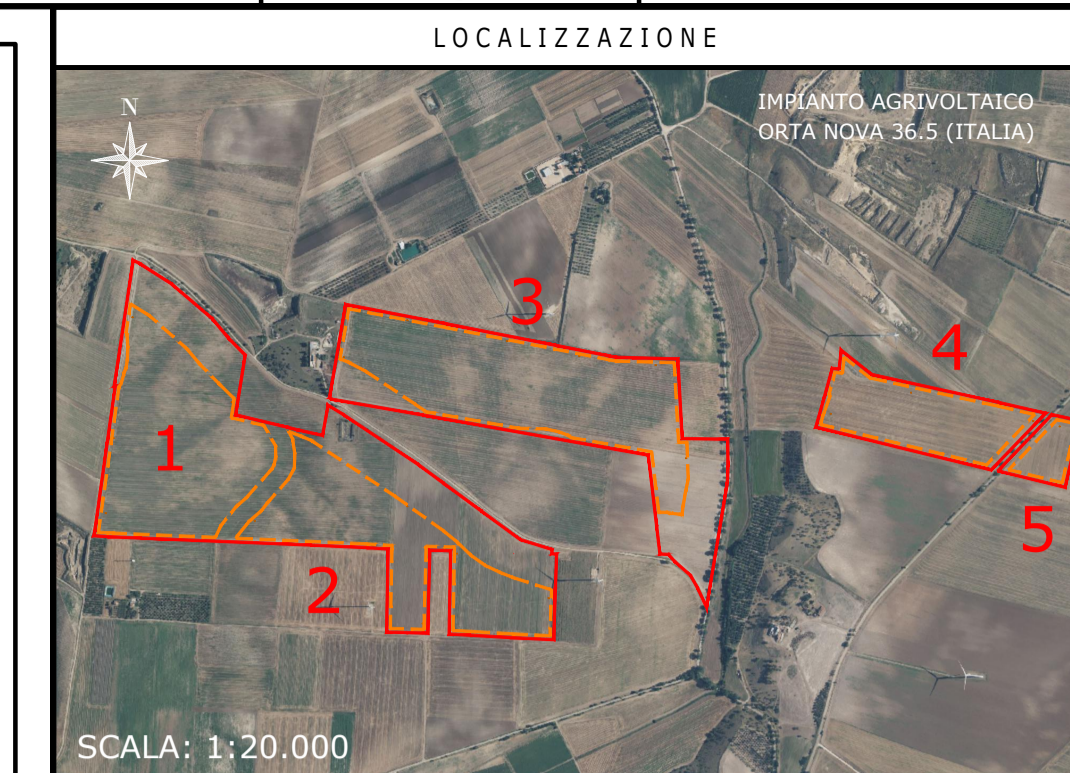 LOCALIZZAZIONE
N
IMPIANTO AGRIVOLTAICO
ORTA NOVA 36.5 (ITALIA)
3
4
1
5
2
SCALA: 1:20.000